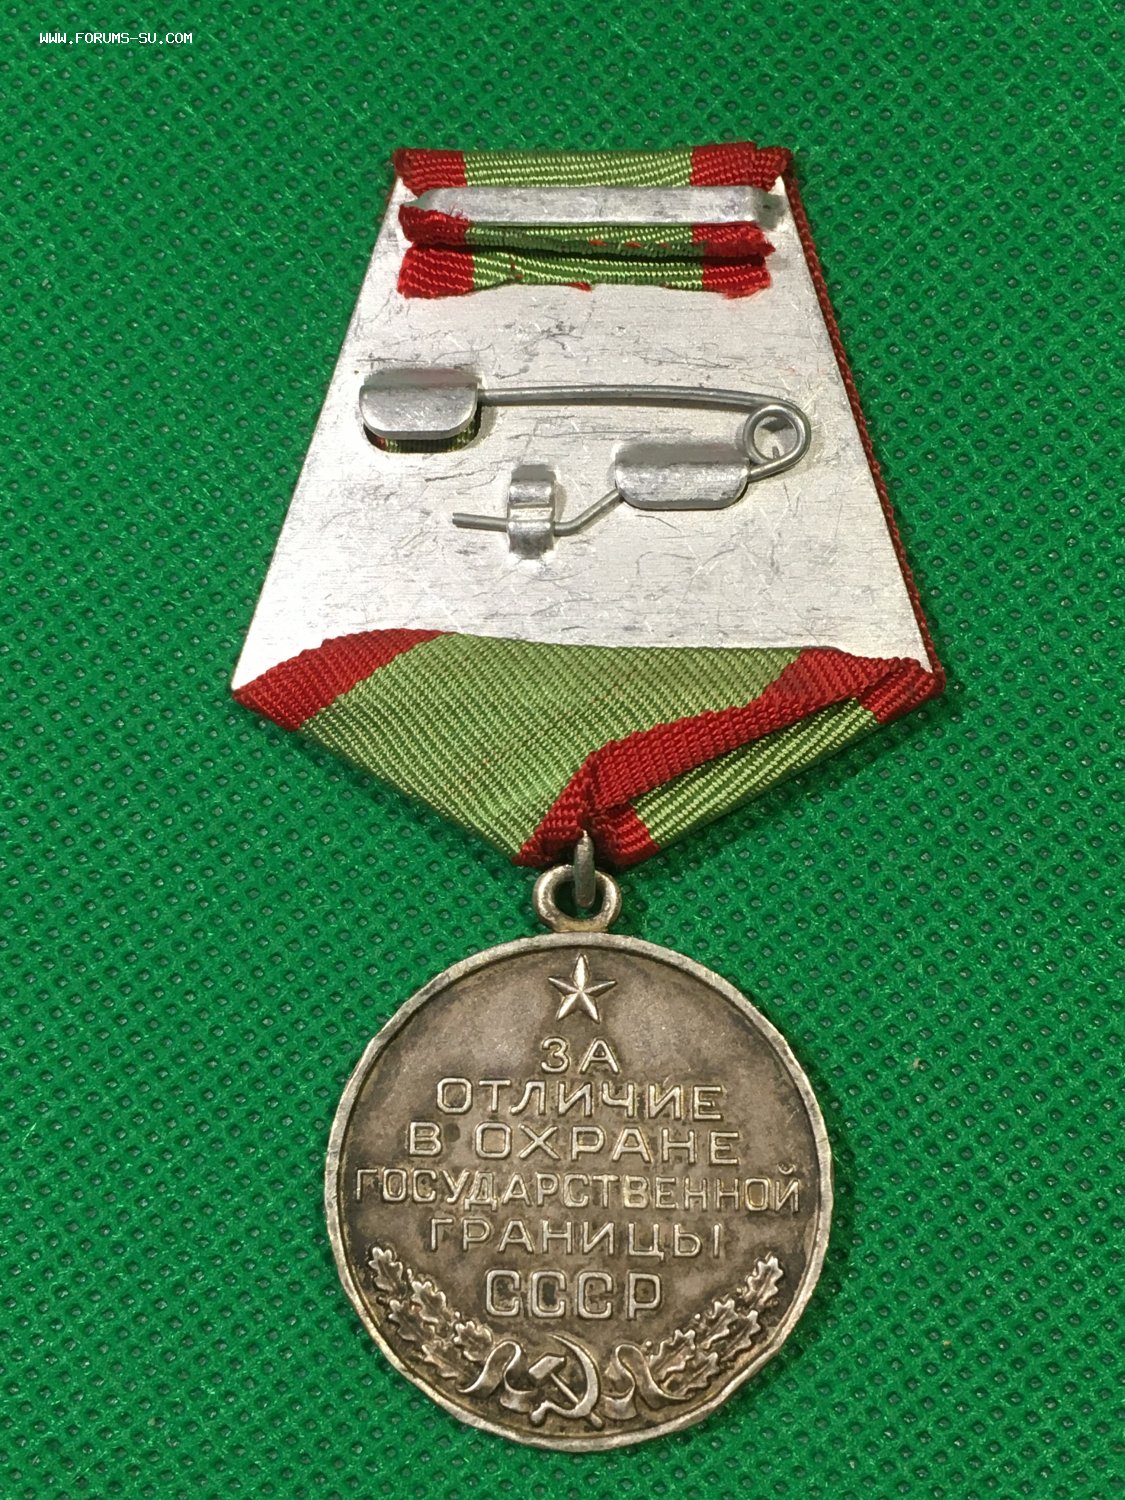 WWW.FORUMS-SU.COM
ЗА
ОТЛИЧИЕ
В ОХРАНЕ
ГОСУДАРСТВЕННОЙ
ГРАНИЦЫ
СССР